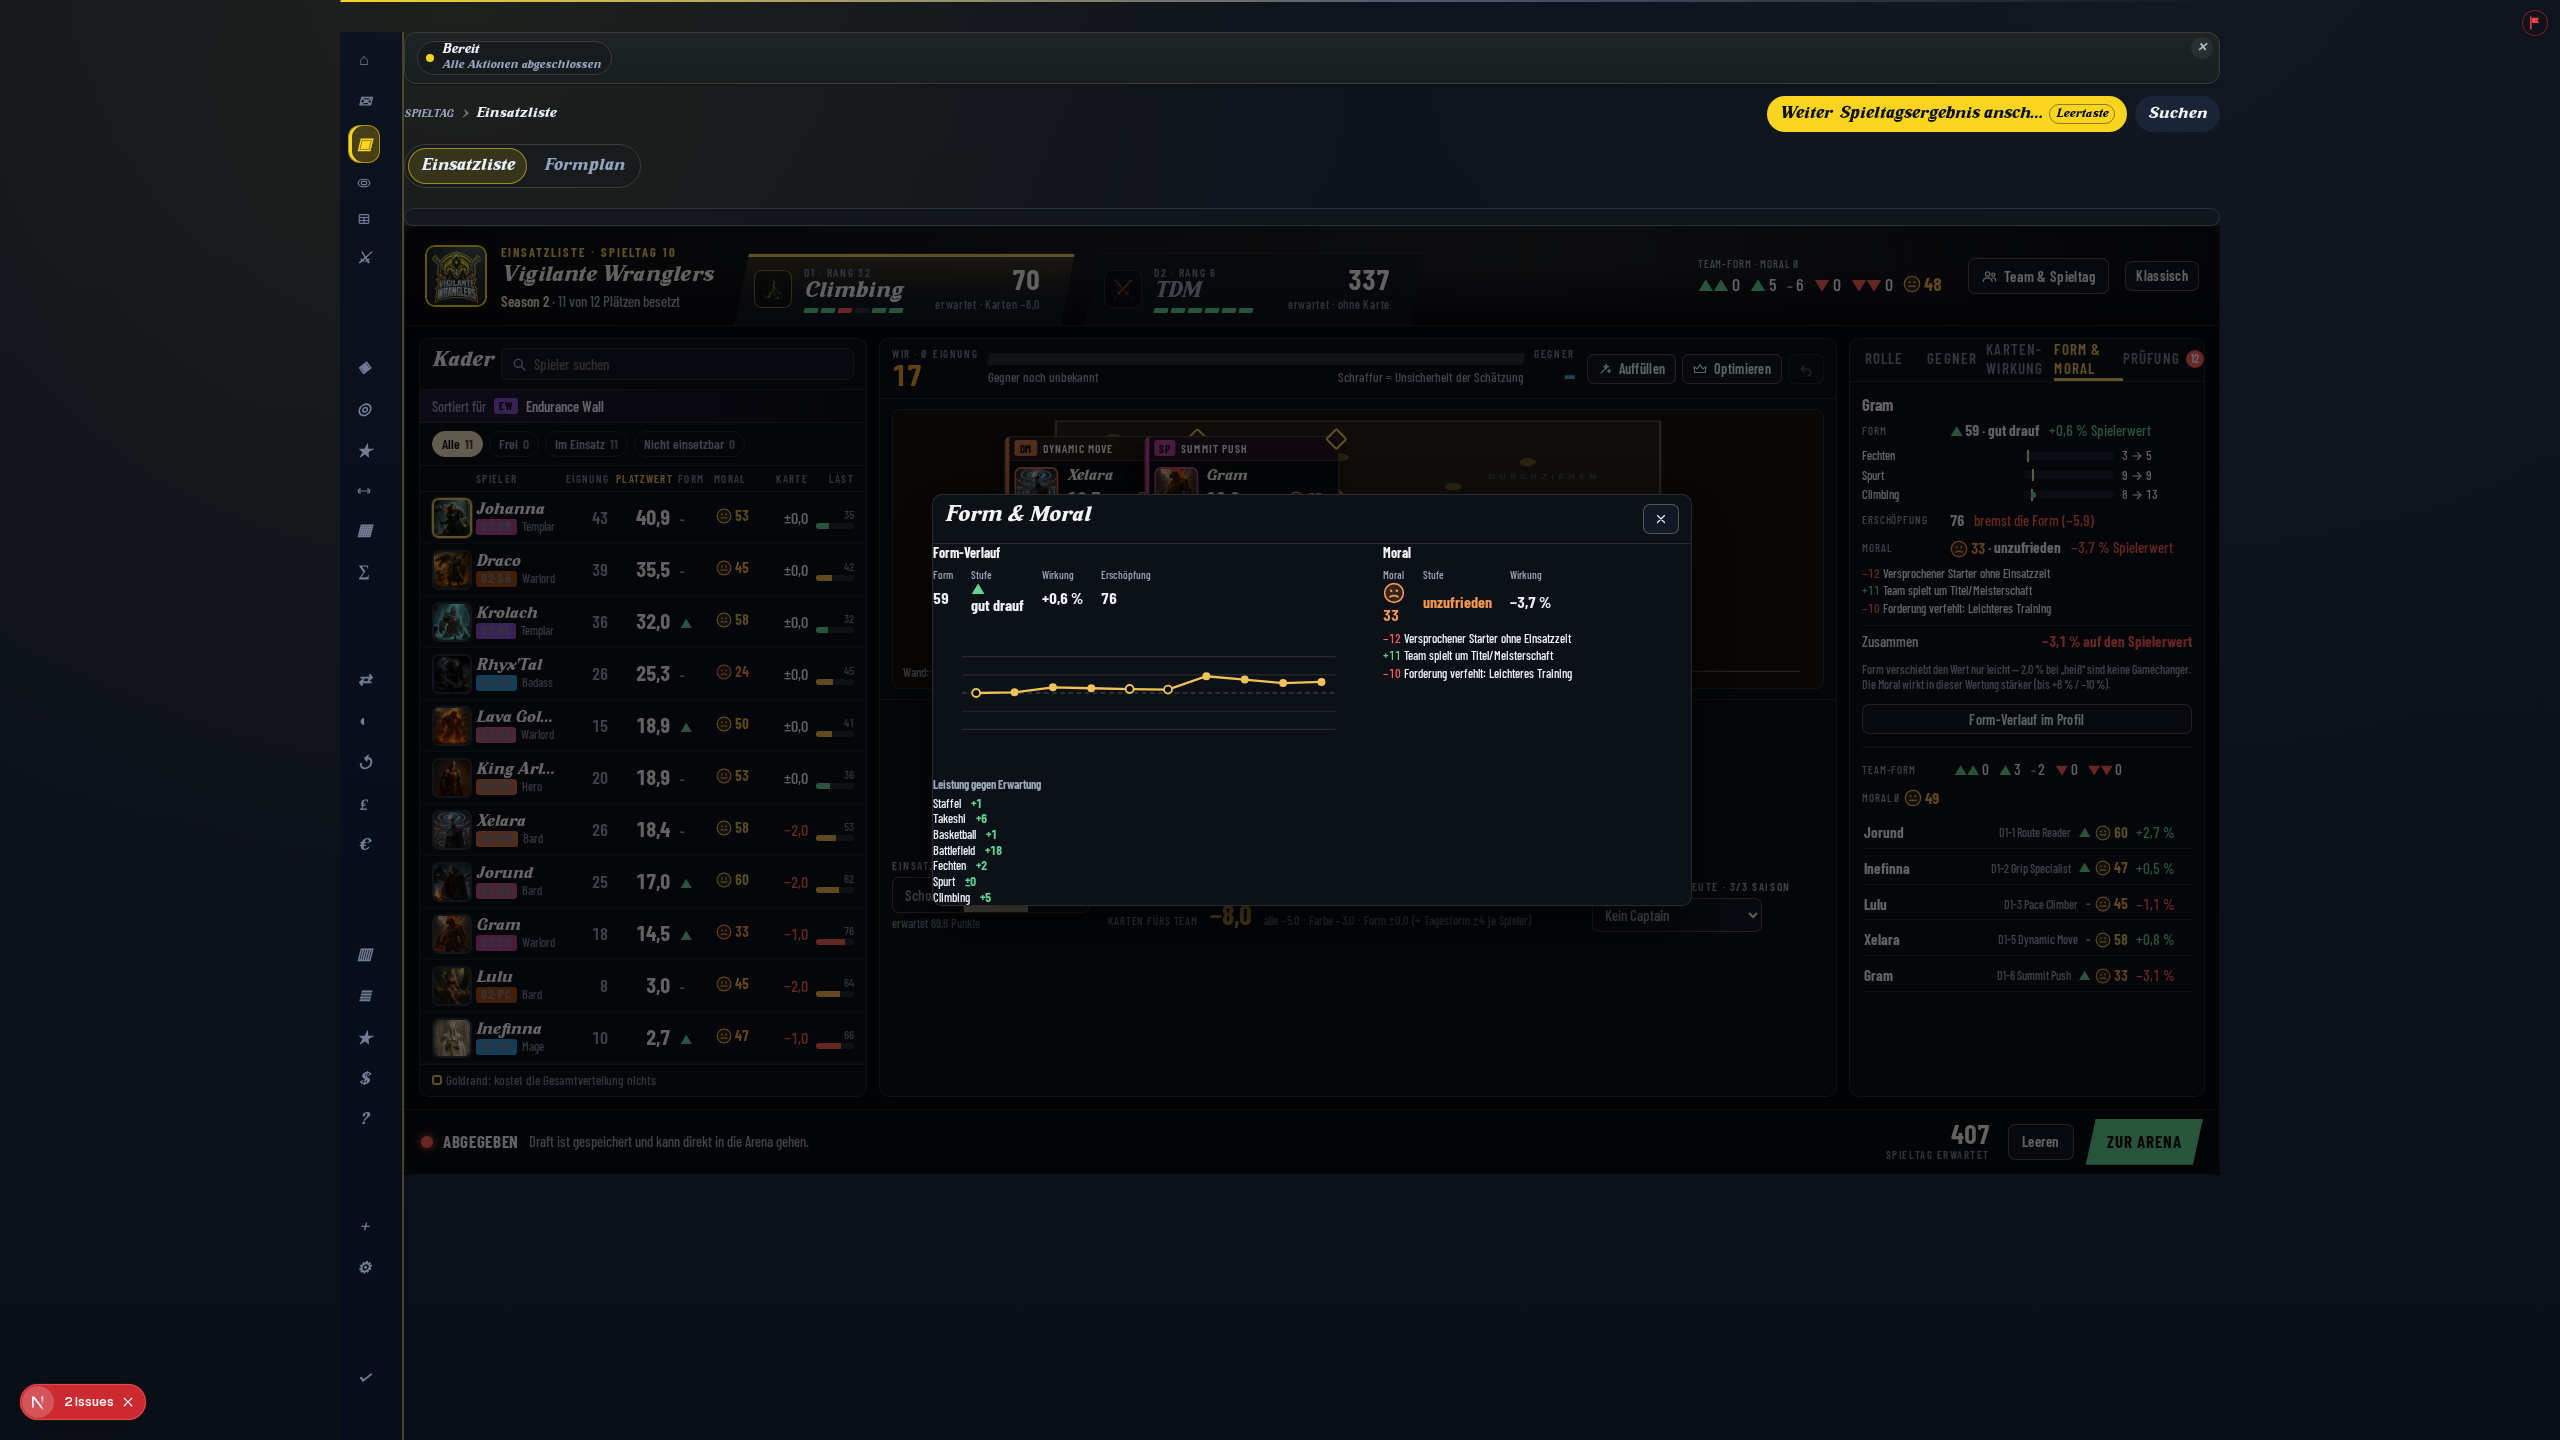 Bereit
Alle Aktionen abgeschlossen
SPIELTAG › Einsatzliste
Weiter Spieltagsergebnis ansch... Leertaste
Suchen
Einsatzliste Formplan
EINSATZLISTE · SPIELTAG 10
Vigilante Wranglers
Season 2 · 11 von 12 Plätzen besetzt
D1 · RANG 32
Climbing
70
erwartet · Karten −8,0
D2 · RANG 6
TDM
337
erwartet · ohne Karte
TEAM-FORM · MORAL Ø
▲▲0 ▲5 –6 ▼0 ▼▼0 48
Team & Spieltag
Klassisch
Kader
Spieler suchen
Sortiert für EW Endurance Wall
Alle 11 Frei 0 Im Einsatz 11 Nicht einsetzbar 0
SPIELER EIGNUNG PLATZWERT FORM MORAL KARTE LAST
Johanna 43 40,9 - 53 ±0,0 35
Templar
Draco 39 35,5 - 45 ±0,0 42
Warlord
Krolach 36 32,0 ▲ 58 ±0,0 32
Templar
Rhyx'Tal 26 25,3 - 24 ±0,0 45
Badass
Lava Gol... 15 18,9 ▲ 50 ±0,0 41
Warlord
King Arl... 20 18,9 - 53 ±0,0 36
Hero
Xelara 26 18,4 - 58 −2,0 53
Bard
Jorund 25 17,0 ▲ 60 −2,0 62
Bard
Gram 18 14,5 ▲ 33 −1,0 76
Warlord
Lulu 8 3,0 - 45 −2,0 64
D2 PC Bard
Inefinna 10 2,7 ▲ 47 −1,0 66
Mage
Goldrand: kostet die Gesamtverteilung nichts
WIR · Ø EIGNUNG
17
Gegner noch unbekannt
Schraffur = Unsicherheit der Schätzung
GEGNER
–
Auffüllen
Optimieren
DM DYNAMIC MOVE
Xelara
SP SUMMIT PUSH
Gram
DURCHZIEHEN
Wand:
Form & Moral
Form-Verlauf
Form Stufe Wirkung Erschöpfung
59 ▲ gut drauf +0,6 % 76
Leistung gegen Erwartung
Staffel +1
Takeshi +6
Basketball +1
Battlefield +18
Fechten +2
Spurt ±0
Climbing +5
Moral
Moral Stufe Wirkung
33 unzufrieden −3,7 %
−12 Versprochener Starter ohne Einsatzzeit
+11 Team spielt um Titel/Meisterschaft
−10 Forderung verfehlt: Leichteres Training
EINSAT
Scho
erwartet 69,6 Punkte
KARTEN FÜRS TEAM −8,0 alle −5,0 · Farbe −3,0 · Form ±0,0 (+ Tagesform ±4 je Spieler)
EUTE · 3/3 SAISON
Kein Captain
ROLLE GEGNER KARTEN-WIRKUNG FORM & MORAL PRÜFUNG 12
Gram
FORM ▲ 59 · gut drauf +0,6 % Spielerwert
Fechten 3 → 5
Spurt 9 → 9
Climbing 8 → 13
ERSCHÖPFUNG 76 bremst die Form (−5,9)
MORAL 33 · unzufrieden −3,7 % Spielerwert
−12 Versprochener Starter ohne Einsatzzeit
+11 Team spielt um Titel/Meisterschaft
−10 Forderung verfehlt: Leichteres Training
Zusammen −3,1 % auf den Spielerwert
Form verschiebt den Wert nur leicht — 2,0 % bei „heiß“ sind keine Gamechanger.
Die Moral wirkt in dieser Wertung stärker (bis +8 % / −10 %).
Form-Verlauf im Profil
TEAM-FORM ▲▲0 ▲3 –2 ▼0 ▼▼0
MORAL Ø 49
Jorund D1-1 Route Reader ▲ 60 +2,7 %
Inefinna D1-2 Grip Specialist ▲ 47 +0,5 %
Lulu D1-3 Pace Climber - 45 −1,1 %
Xelara D1-5 Dynamic Move - 58 +0,8 %
Gram D1-6 Summit Push ▲ 33 −3,1 %
ABGEGEBEN Draft ist gespeichert und kann direkt in die Arena gehen.
407
SPIELTAG ERWARTET
Leeren
ZUR ARENA
N 2 Issues